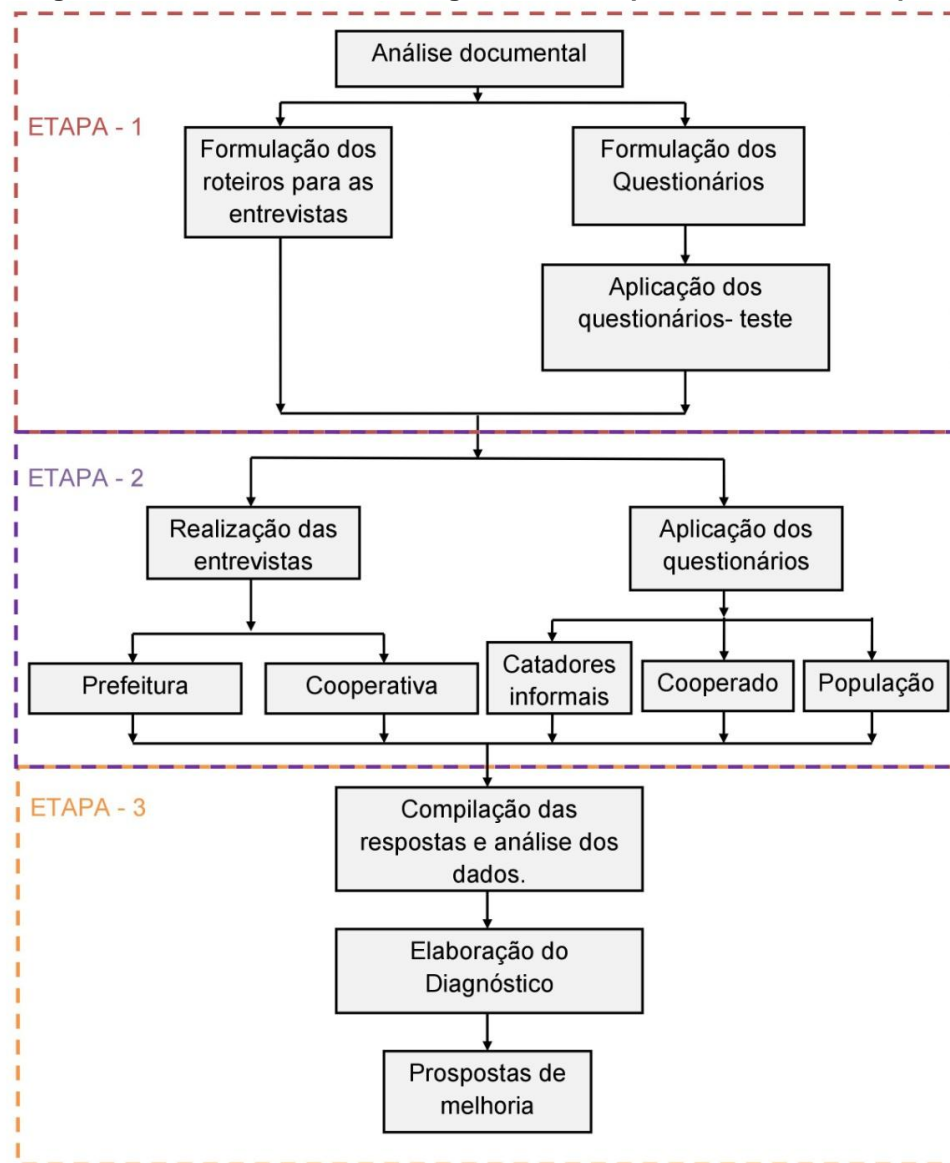 Análise documental
ETAPA - 1
Formulação dos
roteiros para as
entrevistas
Formulação dos
Questionários
Aplicação dos
questionários- teste
ETAPA - 2
Realização das
entrevistas
Aplicação dos
questionários
Prefeitura
Cooperativa
Catadores
informais
Cooperado
População
ETAPA - 3
Compilação das
respostas e análise dos
dados.
Elaboração do
Diagnóstico
Prospostas de
melhoria